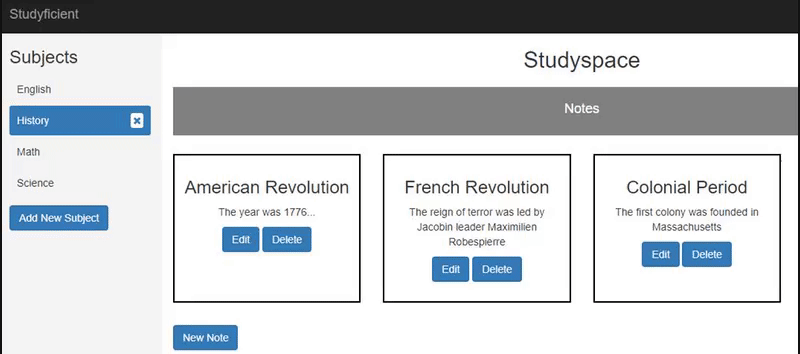 Studyficient
Subjects
English
History
Math
Science
Add New Subject
Studyspace
Notes
American Revolution
The year was 1776...
Edit
Delete
French Revolution
The reign of terror was led by
Jacobin leader Maximilien
Robespierre
Edit
Delete
Colonial Period
The first colony was founded in
Massachusetts
Edit
Delete
New Note